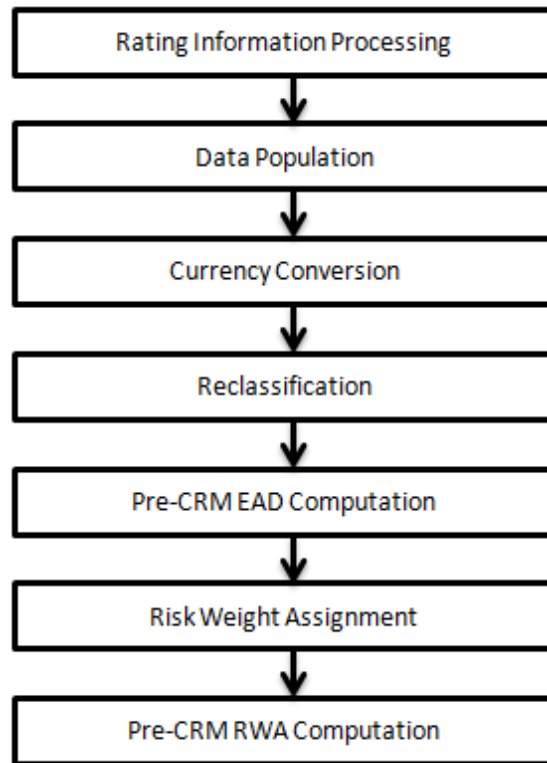 Rating Information Processing
Data Population
Currency Conversion
Reclassification
Pre-CRM EAD Computation
Risk Weight Assignment
Pre-CRM RWA Computation